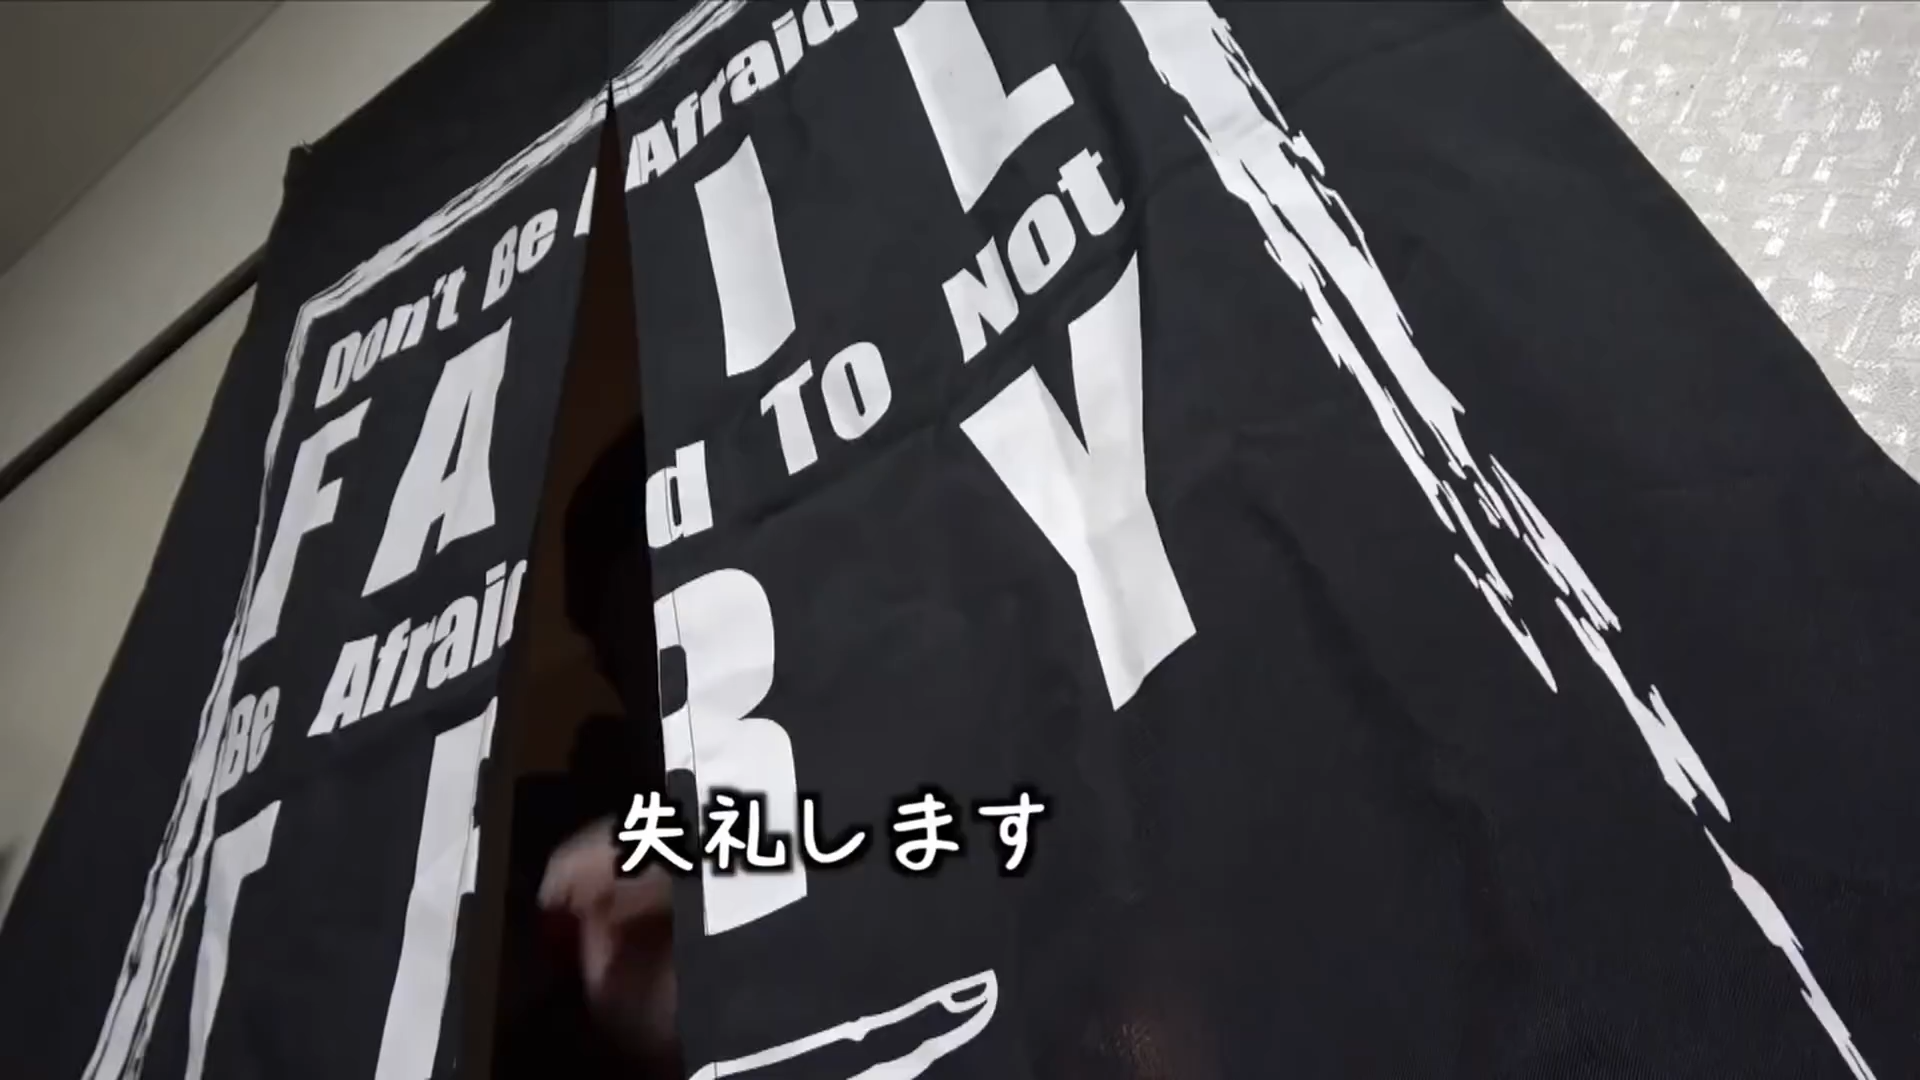 Don't Be Afraid
FAIL
Be Afraid To Not
TRY
失礼します